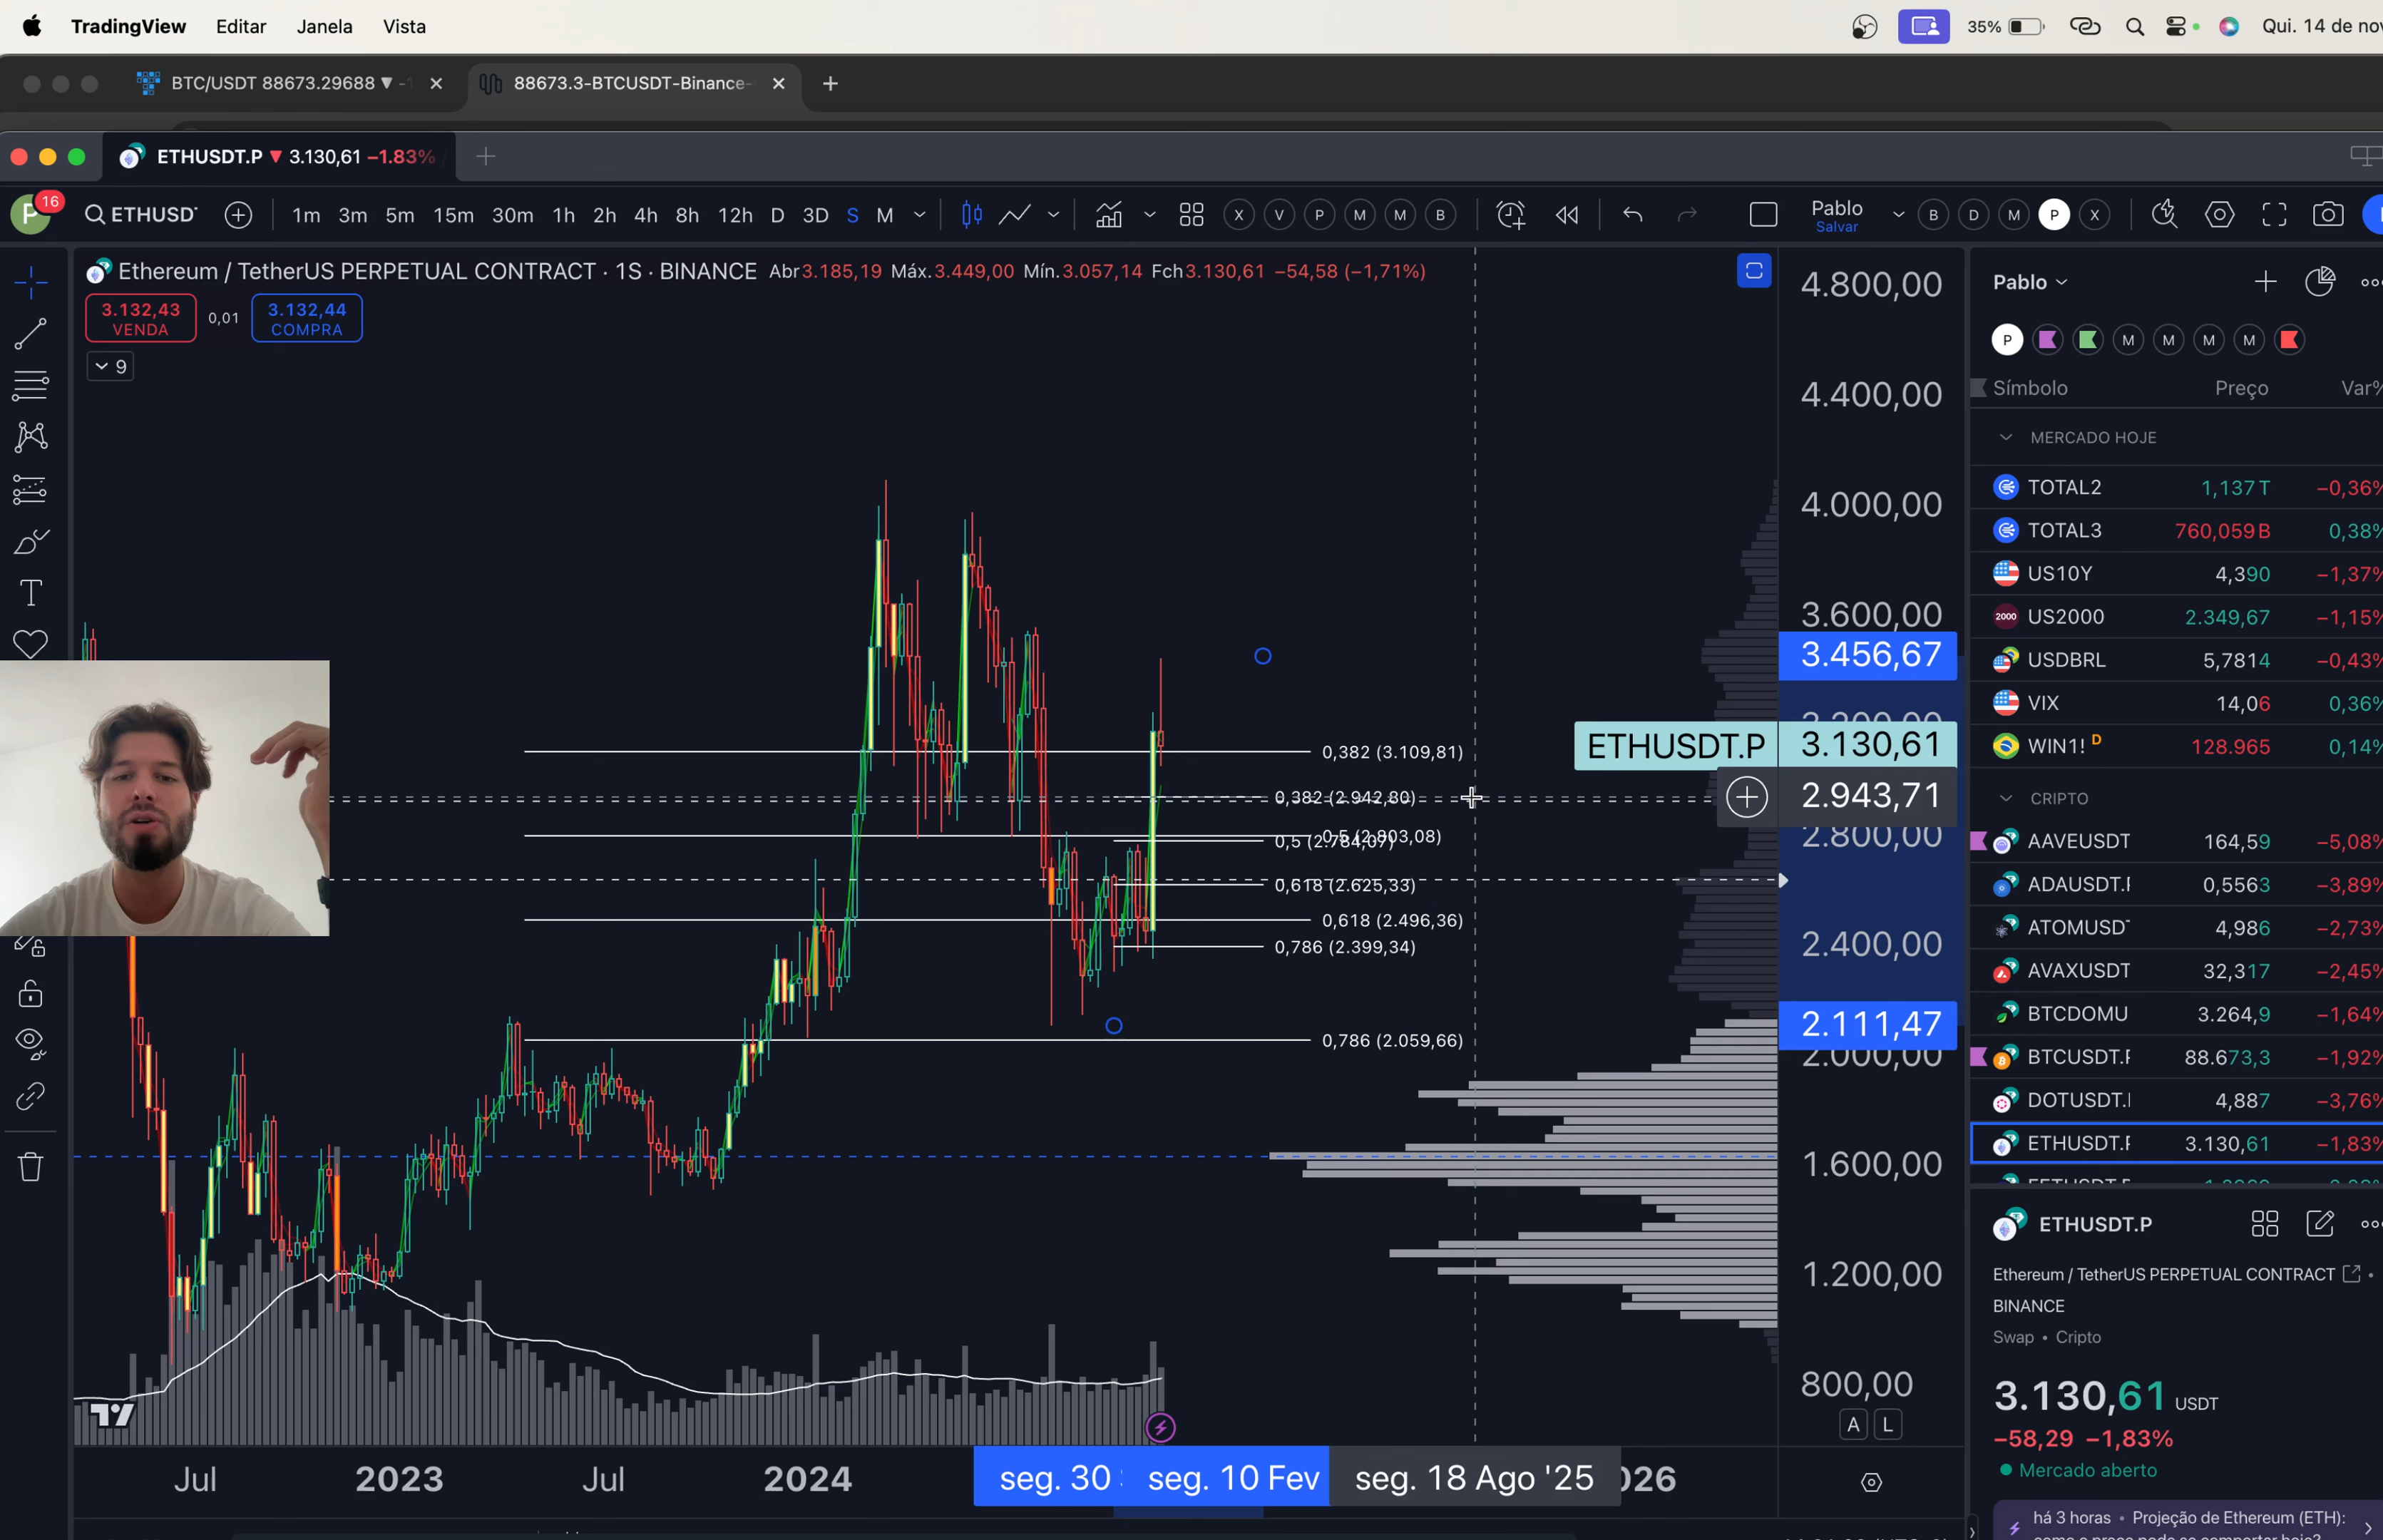 TradingView Editar Janela Vista 35% Qui. 14 de nov
BTC/USDT 88673.29688 ▼ 88673.3-BTCUSDT-Binance-
ETHUSDT.P ▼ 3.130,61 −1.83%
P 16 ETHUSD 1m 3m 5m 15m 30m 1h 2h 4h 8h 12h D 3D S M X V P M M B Pablo B D M P X
Salvar
Ethereum / TetherUS PERPETUAL CONTRACT · 1S · BINANCE Abr3.185,19 Máx.3.449,00 Mín.3.057,14 Fch3.130,61 −54,58 (−1,71%)
3.132,43 0,01 3.132,44
VENDA COMPRA
9
4.800,00
4.400,00
4.000,00
3.600,00
3.456,67
ETHUSDT.P 3.130,61
2.943,71
2.800,00
2.400,00
2.111,47
2.000,00
1.600,00
1.200,00
800,00
A L
0,382 (3.109,81)
0,382 (2.942,80)
0,5 (2.803,08)
0,5 (2.784,07)
0,618 (2.625,33)
0,618 (2.496,36)
0,786 (2.399,34)
0,786 (2.059,66)
Jul 2023 Jul 2024 seg. 30 seg. 10 Fev seg. 18 Ago '25
Pablo
P M M M M
Símbolo Preço Var%
MERCADO HOJE
TOTAL2 1,137 T −0,36%
TOTAL3 760,059 B 0,38%
US10Y 4,390 −1,37%
2000 US2000 2.349,67 −1,15%
USDBRL 5,7814 −0,43%
VIX 14,06 0,36%
WIN1! D 128.965 0,14%
CRIPTO
AAVEUSDT 164,59 −5,08%
ADAUSDT.P 0,5563 −3,89%
ATOMUSDT 4,986 −2,73%
AVAXUSDT 32,317 −2,45%
BTCDOMU 3.264,9 −1,64%
BTCUSDT.P 88.673,3 −1,92%
DOTUSDT. 4,887 −3,76%
ETHUSDT.P 3.130,61 −1,83%
ETHUSDT.P
Ethereum / TetherUS PERPETUAL CONTRACT •
BINANCE
Swap • Cripto
3.130,61 USDT
−58,29 −1,83%
Mercado aberto
há 3 horas • Projeção de Ethereum (ETH):